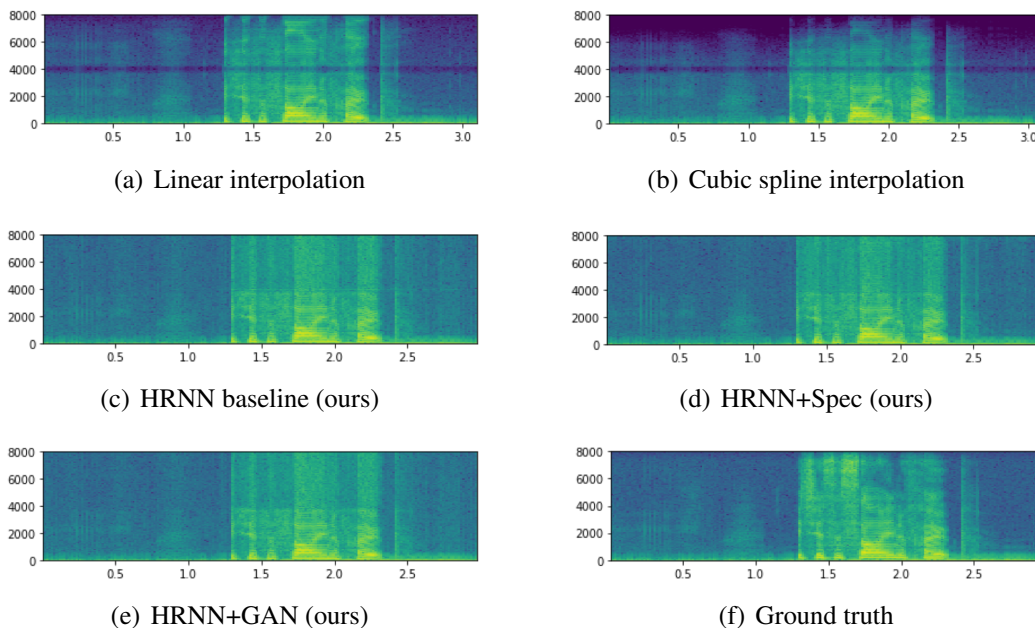 8000
6000
4000
2000
0
0.5 1.0 1.5 2.0 2.5 3.0
(a) Linear interpolation
8000
6000
4000
2000
0
0.5 1.0 1.5 2.0 2.5 3.0
(b) Cubic spline interpolation
8000
6000
4000
2000
0
0.5 1.0 1.5 2.0 2.5
(c) HRNN baseline (ours)
8000
6000
4000
2000
0
0.5 1.0 1.5 2.0 2.5
(d) HRNN+Spec (ours)
8000
6000
4000
2000
0
0.5 1.0 1.5 2.0 2.5
(e) HRNN+GAN (ours)
8000
6000
4000
2000
0
0.5 1.0 1.5 2.0 2.5
(f) Ground truth